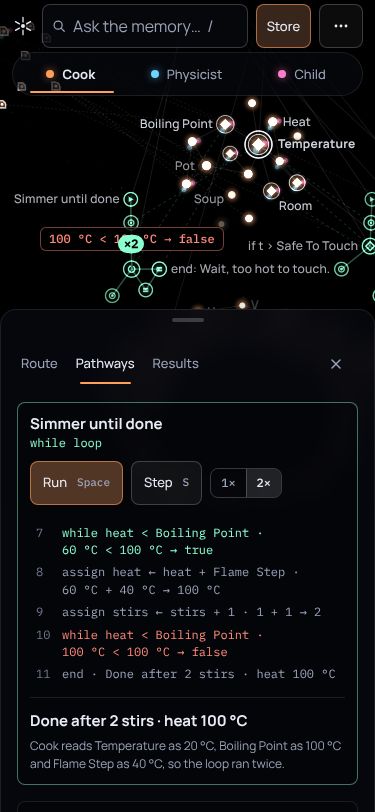 Ask the memory… /
Store
Cook
Physicist
Child
Boiling Point
Heat
Temperature
Pot
Soup
Room
Simmer until done
100 °C < → false
×2
if t > Safe To Touch
end: Wait, too hot to touch.
Route
Pathways
Results
Simmer until done
while loop
Run Space
Step S
1×
2×
7 while heat < Boiling Point ·
60 °C < 100 °C → true
8 assign heat ← heat + Flame Step ·
60 °C + 40 °C → 100 °C
9 assign stirs ← stirs + 1 · 1 + 1 → 2
10 while heat < Boiling Point ·
100 °C < 100 °C → false
11 end · Done after 2 stirs · heat 100 °C
Done after 2 stirs · heat 100 °C
Cook reads Temperature as 20 °C, Boiling Point as 100 °C
and Flame Step as 40 °C, so the loop ran twice.